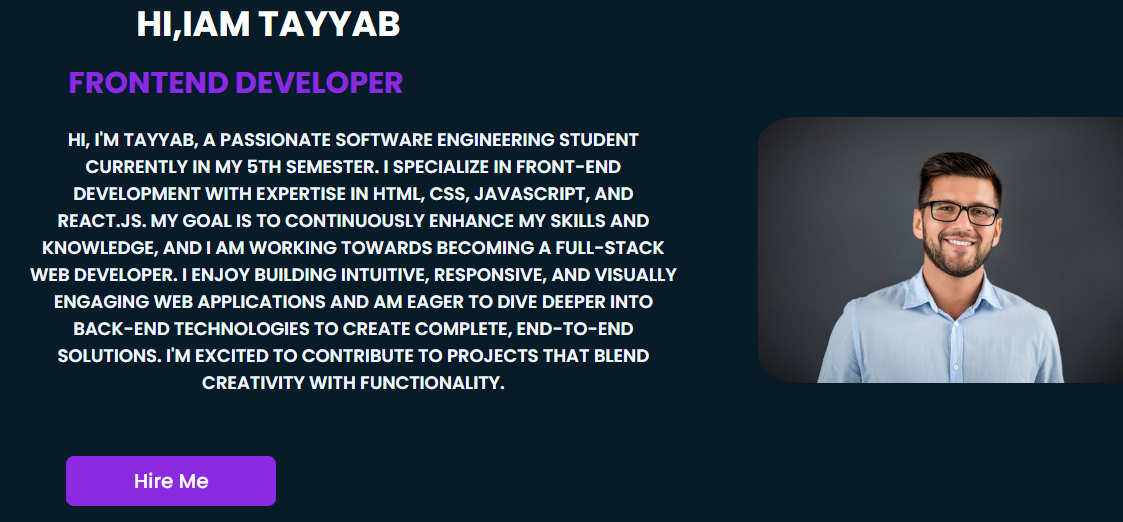 HI,IAM TAYYAB
FRONTEND DEVELOPER
HI, I'M TAYYAB, A PASSIONATE SOFTWARE ENGINEERING STUDENT
CURRENTLY IN MY 5TH SEMESTER. I SPECIALIZE IN FRONT-END
DEVELOPMENT WITH EXPERTISE IN HTML, CSS, JAVASCRIPT, AND
REACT.JS. MY GOAL IS TO CONTINUOUSLY ENHANCE MY SKILLS AND
KNOWLEDGE, AND I AM WORKING TOWARDS BECOMING A FULL-STACK
WEB DEVELOPER. I ENJOY BUILDING INTUITIVE, RESPONSIVE, AND VISUALLY
ENGAGING WEB APPLICATIONS AND AM EAGER TO DIVE DEEPER INTO
BACK-END TECHNOLOGIES TO CREATE COMPLETE, END-TO-END
SOLUTIONS. I'M EXCITED TO CONTRIBUTE TO PROJECTS THAT BLEND
CREATIVITY WITH FUNCTIONALITY.
Hire Me